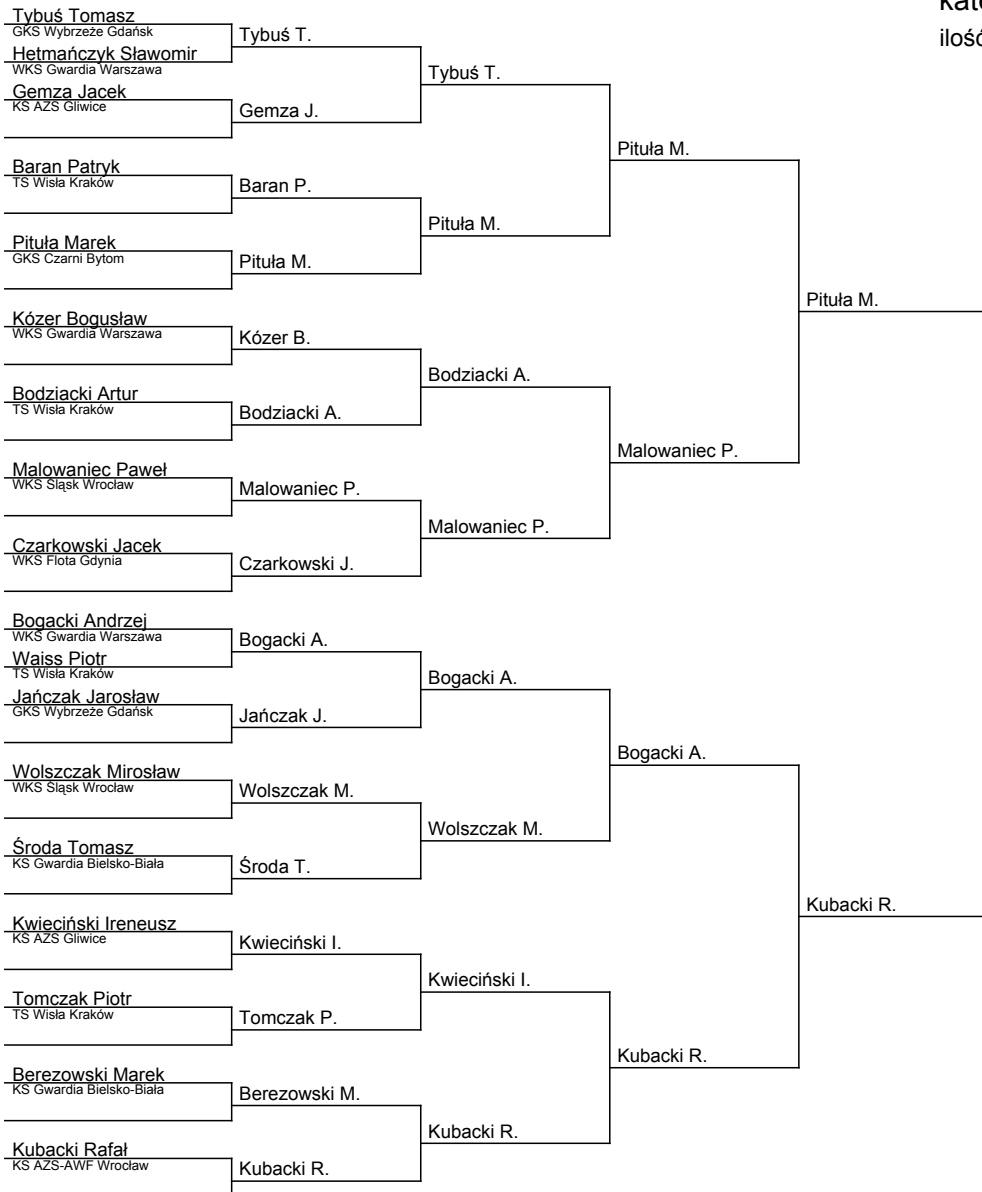 kate
ilość
Tybuś Tomasz
GKS Wybrzeże Gdańsk
Hetmańczyk Sławomir
WKS Gwardia Warszawa
Gemza Jacek
KS AZS Gliwice
Baran Patryk
TS Wisła Kraków
Pituła Marek
GKS Czarni Bytom
Kózer Bogusław
WKS Gwardia Warszawa
Bodziacki Artur
TS Wisła Kraków
Malowaniec Paweł
WKS Śląsk Wrocław
Czarkowski Jacek
WKS Flota Gdynia
Bogacki Andrzej
WKS Gwardia Warszawa
Waiss Piotr
TS Wisła Kraków
Jańczak Jarosław
GKS Wybrzeże Gdańsk
Wolszczak Mirosław
WKS Śląsk Wrocław
Środa Tomasz
KS Gwardia Bielsko-Biała
Kwieciński Ireneusz
KS AZS Gliwice
Tomczak Piotr
TS Wisła Kraków
Berezowski Marek
KS Gwardia Bielsko-Biała
Kubacki Rafał
KS AZS-AWF Wrocław
Tybuś T.
Gemza J.
Baran P.
Pituła M.
Kózer B.
Bodziacki A.
Malowaniec P.
Czarkowski J.
Bogacki A.
Jańczak J.
Wolszczak M.
Środa T.
Kwieciński I.
Tomczak P.
Berezowski M.
Kubacki R.
Tybuś T.
Pituła M.
Bodziacki A.
Malowaniec P.
Bogacki A.
Wolszczak M.
Kwieciński I.
Kubacki R.
Pituła M.
Malowaniec P.
Bogacki A.
Kubacki R.
Pituła M.
Kubacki R.